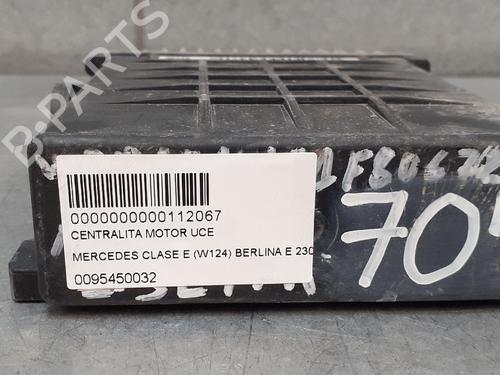 B-PARTS
0000000000112067
CENTRALITA MOTOR UCE
MERCEDES CLASE E (W124) BERLINA E 230
0095450032
70